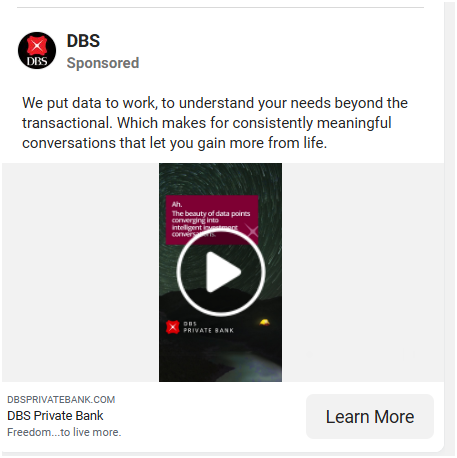 DBS
DBS
Sponsored
We put data to work, to understand your needs beyond the
transactional. Which makes for consistently meaningful
conversations that let you gain more from life.
Ah.
The beauty of data points
converging into
intelligent investment
conversations.
DBS
PRIVATE BANK
DBSPRIVATEBANK.COM
DBS Private Bank
Freedom...to live more.
Learn More